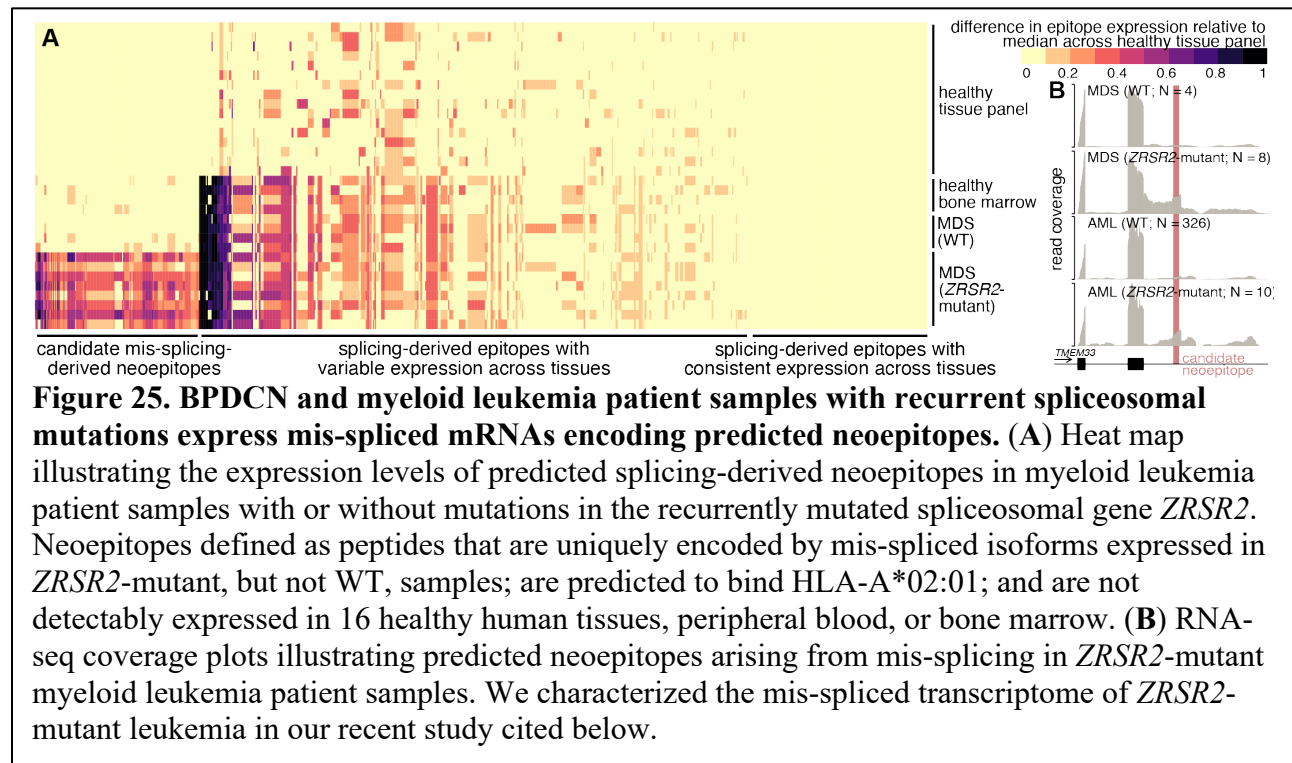 A
difference in epitope expression relative to
median across healthy tissue panel
0 0.2 0.4 0.6 0.8 1
healthy
tissue panel
healthy
bone marrow
MDS
(WT)
MDS
(ZRSR2-
mutant)
candidate mis-splicing-
derived neoepitopes
splicing-derived epitopes with
variable expression across tissues
splicing-derived epitopes with
consistent expression across tissues
B
read coverage
MDS (WT; N = 4)
MDS (ZRSR2-mutant; N = 8)
AML (WT; N = 326)
AML (ZRSR2-mutant; N = 10)
TMEM33
candidate
neoepitope
Figure 25. BPDCN and myeloid leukemia patient samples with recurrent spliceosomal
mutations express mis-spliced mRNAs encoding predicted neoepitopes. (A) Heat map
illustrating the expression levels of predicted splicing-derived neoepitopes in myeloid leukemia
patient samples with or without mutations in the recurrently mutated spliceosomal gene ZRSR2.
Neoepitopes defined as peptides that are uniquely encoded by mis-spliced isoforms expressed in
ZRSR2-mutant, but not WT, samples; are predicted to bind HLA-A*02:01; and are not
detectably expressed in 16 healthy human tissues, peripheral blood, or bone marrow. (B) RNA-
seq coverage plots illustrating predicted neoepitopes arising from mis-splicing in ZRSR2-mutant
myeloid leukemia patient samples. We characterized the mis-spliced transcriptome of ZRSR2-
mutant leukemia in our recent study cited below.